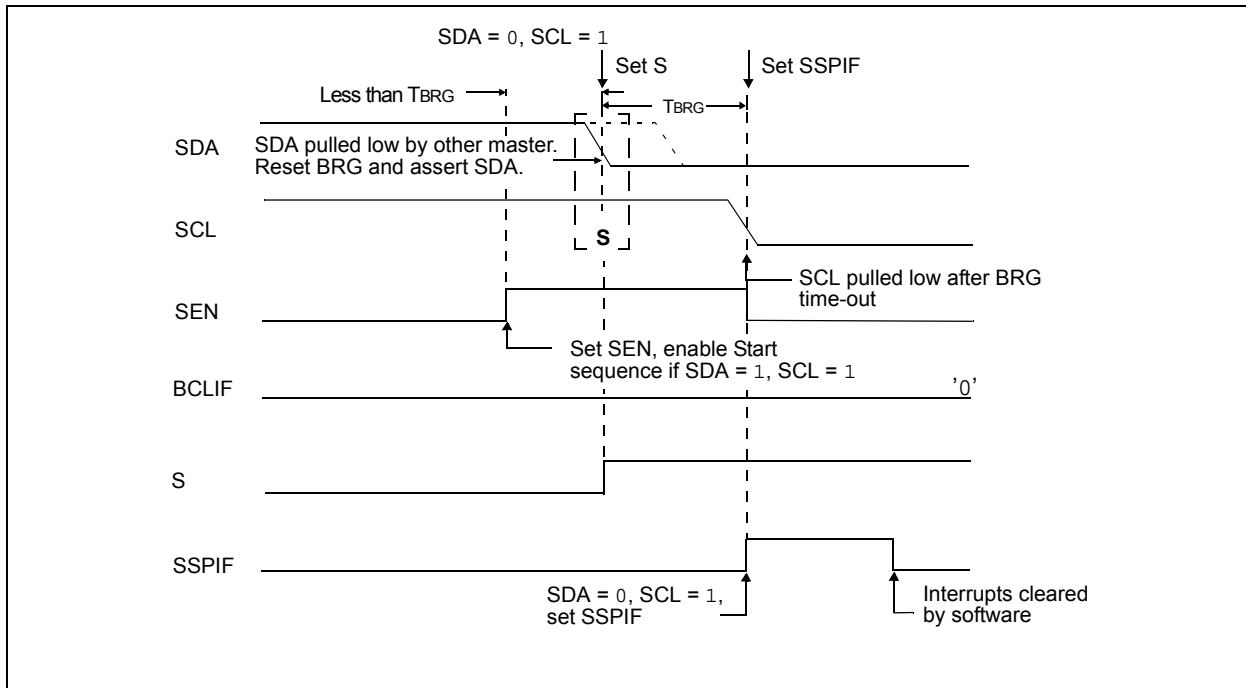 SDA = 0, SCL = 1
Set S
Set SSPIF
Less than TBRG
TBRG
SDA
SDA pulled low by other master.
Reset BRG and assert SDA.
SCL
S
SCL pulled low after BRG
time-out
SEN
Set SEN, enable Start
sequence if SDA = 1, SCL = 1
BCLIF
'0'
S
SSPIF
SDA = 0, SCL = 1,
set SSPIF
Interrupts cleared
by software